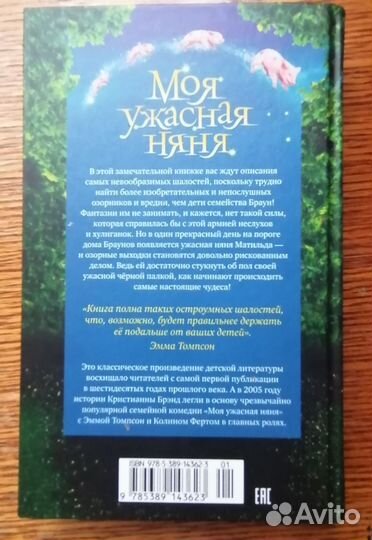 Моя
ужасная
няня
В этой замечательной книжке вас ждут описания
самых невообразимых шалостей, поскольку трудно
найти более изобретательных и непослушных
озорников и вредин, чем дети семейства Браун!
Фантазии им не занимать, и кажется, нет такой силы,
которая справилась бы с этой армией неслухов
и хулиганок. Но в один прекрасный день на пороге
дома Браунов появляется ужасная няня Матильда —
и озорные выходки становятся довольно рискованным
делом. Ведь ей достаточно стукнуть об пол своей
ужасной чёрной палкой, как начинают происходить
самые настоящие чудеса!
«Книга полна таких остроумных шалостей,
что, возможно, будет правильнее держать
её подальше от ваших детей».
Эмма Томпсон
Это классическое произведение детской литературы
восхищало читателей с самой первой публикации
в шестидесятых годах прошлого века. А в 2005 году
истории Кристианны Брэнд легли в основу чрезвычайно
популярной семейной комедии «Моя ужасная няня»
с Эммой Томпсон и Колином Фертом в главных ролях.
ISBN 978-5-389-14362-3
01
9 785389 143623
EAC
Avito